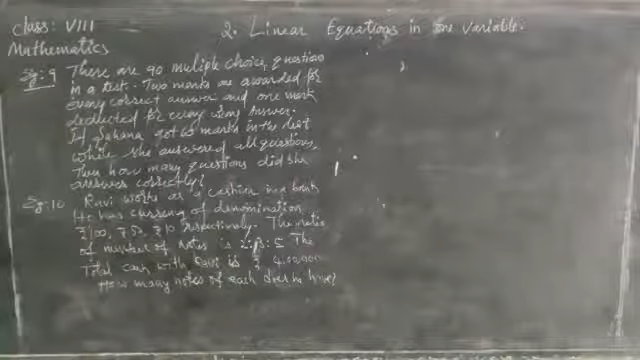 Class: VIII
Mathematics
2. Linear Equations in one variable.
Eg: 9 There are 90 muliple choice question
in a test. Two marks are awarded for
every correct answer and one mark
deducted for every wrong answer.
If Sahana got 60 marks in the test
while she answered all questions,
Then how many questions did she
answered correctly?
Eg: 10 Ravi works as a cashier in a bank
He has currency of denomination
₹100, ₹50, ₹10 respectively. The ratio
of number of notes is 2:3:5 The
Total cash with Ravi is ₹ 4,00,000
How many notes of each does he have?